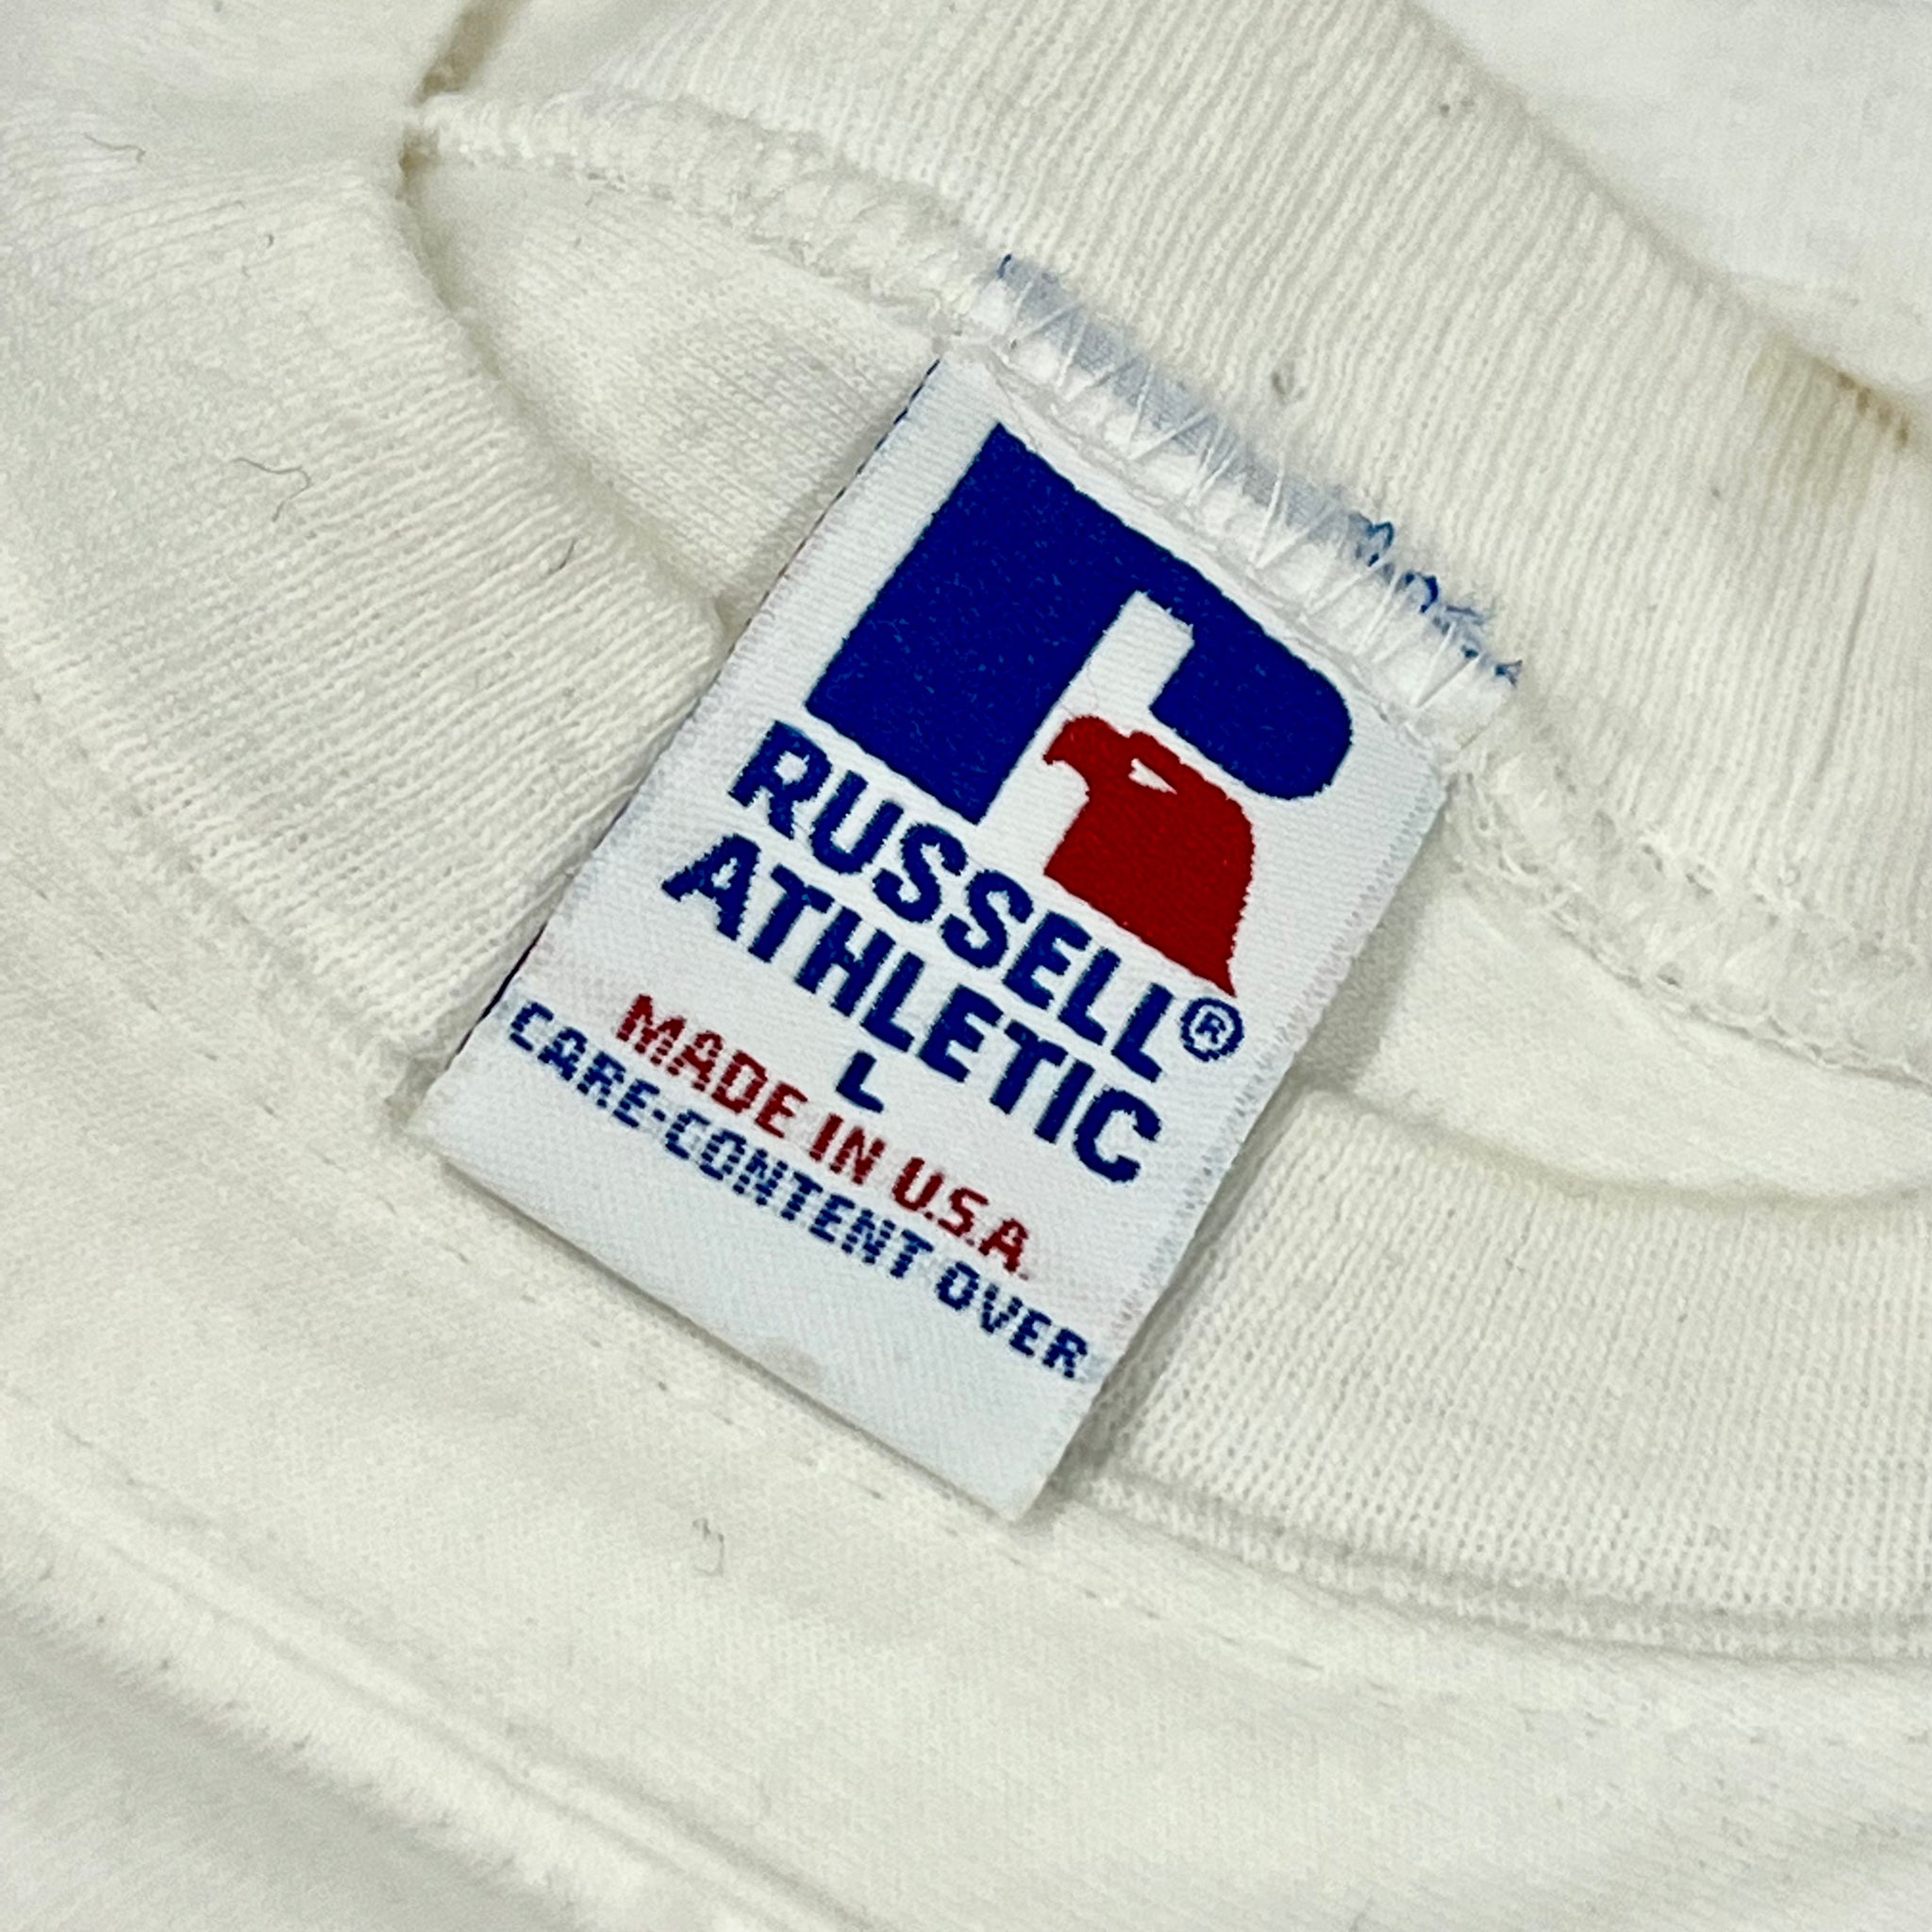 RUSSELL®
ATHLETIC
L
MADE IN U.S.A.
CARE-CONTENT OVER